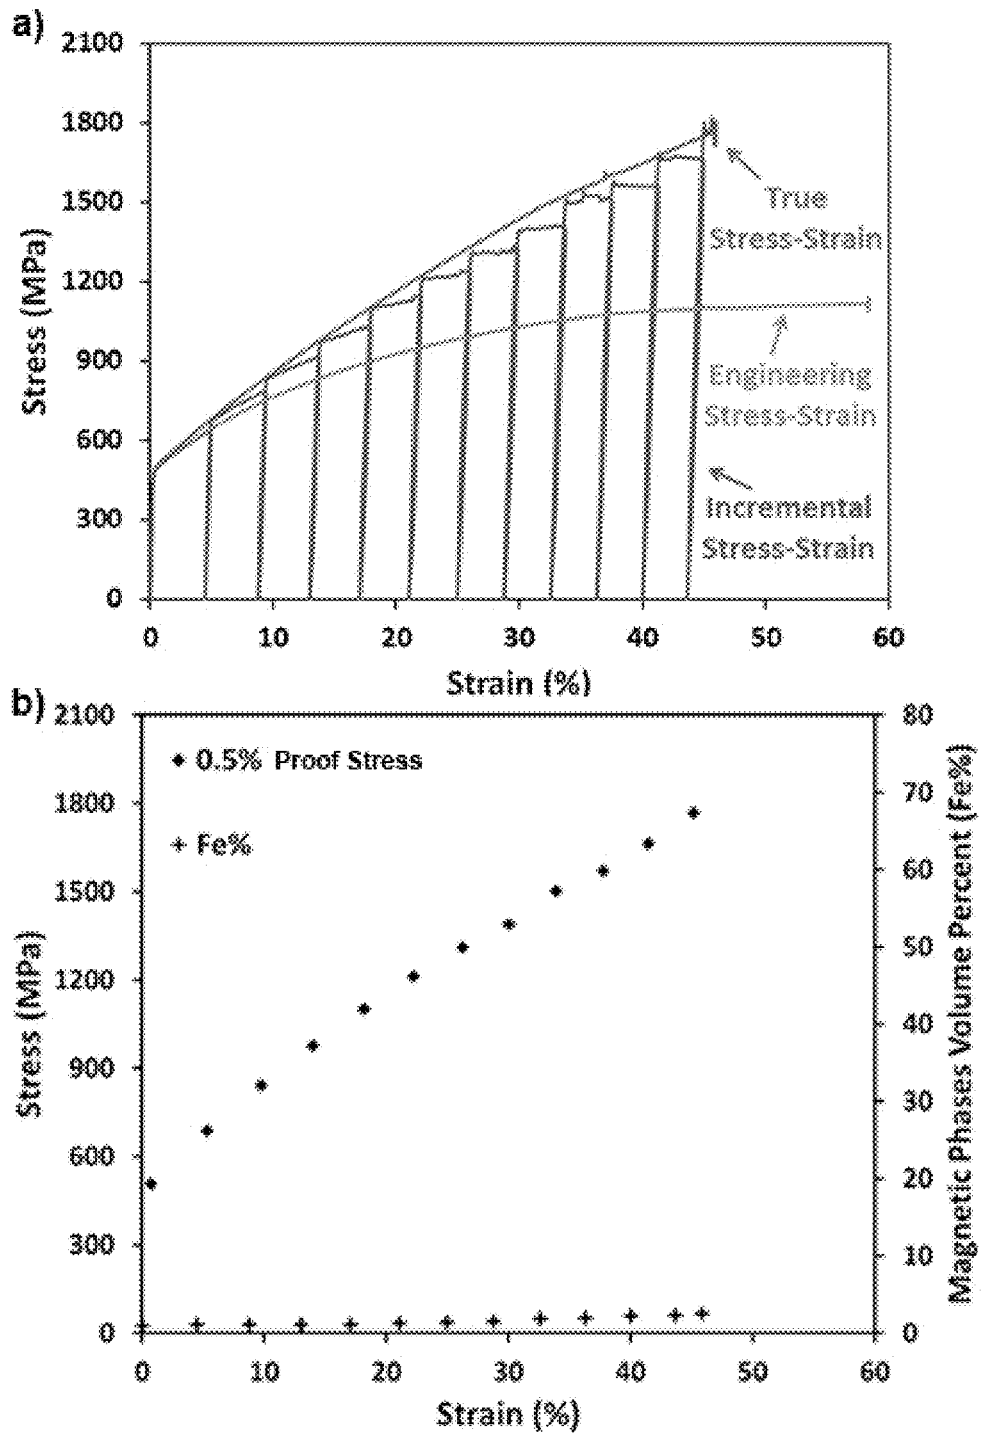 a)
2100
1800
1500
1200
900
600
300
0
Stress (MPa)
True
Stress-Strain
Engineering
Stress-Strain
Incremental
Stress-Strain
0 10 20 30 40 50 60
Strain (%)
b)
2100
1800
1500
1200
900
600
300
0
Stress (MPa)
0.5% Proof Stress
Fe%
80
70
60
50
40
30
20
10
0
Magnetic Phases Volume Percent (Fe%)
0 10 20 30 40 50 60
Strain (%)